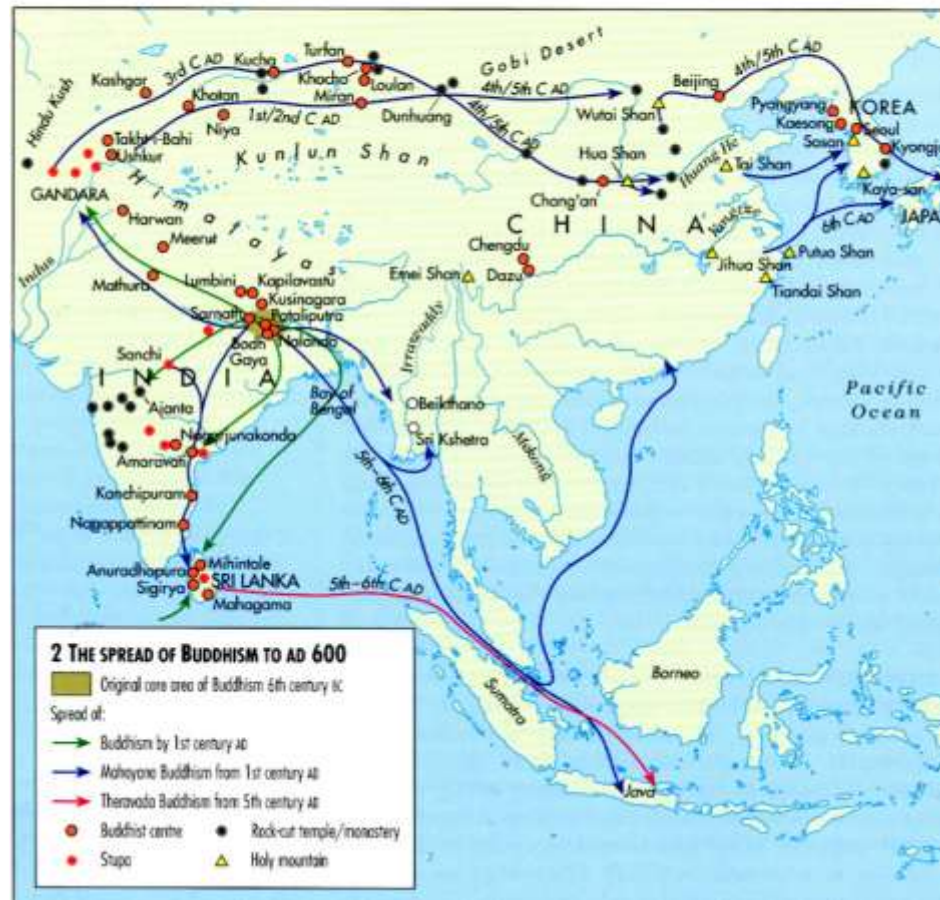 Gobi Desert
Turfan
Kucha
3rd C AD
Khocho
Loulan
4th/5th C AD
Kashgar
Hindu Kush
Khotan
Miran
Dunhuang
Niya
1st/2nd C AD
4th/5th C AD
Beijing
4th/5th C AD
Wutai Shan
Pyongyang
KOREA
Kaesong
Seoul
Sosan
Kyongju
Takht-i-Bahi
Ushkur
Kunlun Shan
Hua Shan
Huang He
Tai Shan
Kaya-san
GANDARA
Himalayas
Chang'an
CHINA
Yangtze
6th C AD
JAPA
Harwan
Meerut
Indus
Mathura
Lumbini
Kapilavastu
Kusinagara
Sarnath
Pataliputra
Bodh
Gaya
Nalanda
Chengdu
Emei Shan
Dazu
Jihua Shan
Putuo Shan
Tiandai Shan
Sanchi
INDIA
Bay of
Bengal
Irrawaddy
Beikthano
Sri Kshetra
Mekong
Pacific
Ocean
Ajanta
Nagarjunakonda
Amaravati
Kanchipuram
Nagappattinam
5th–6th C AD
Anuradhapura
Mihintale
SRI LANKA
Sigirya
Mahagama
5th–6th C AD
Sumatra
Borneo
Java
2 THE SPREAD OF BUDDHISM TO AD 600
Original core area of Buddhism 6th century BC
Spread of:
Buddhism by 1st century AD
Mahayana Buddhism from 1st century AD
Theravada Buddhism from 5th century AD
Buddhist centre
Rock-cut temple/monastery
Stupa
Holy mountain